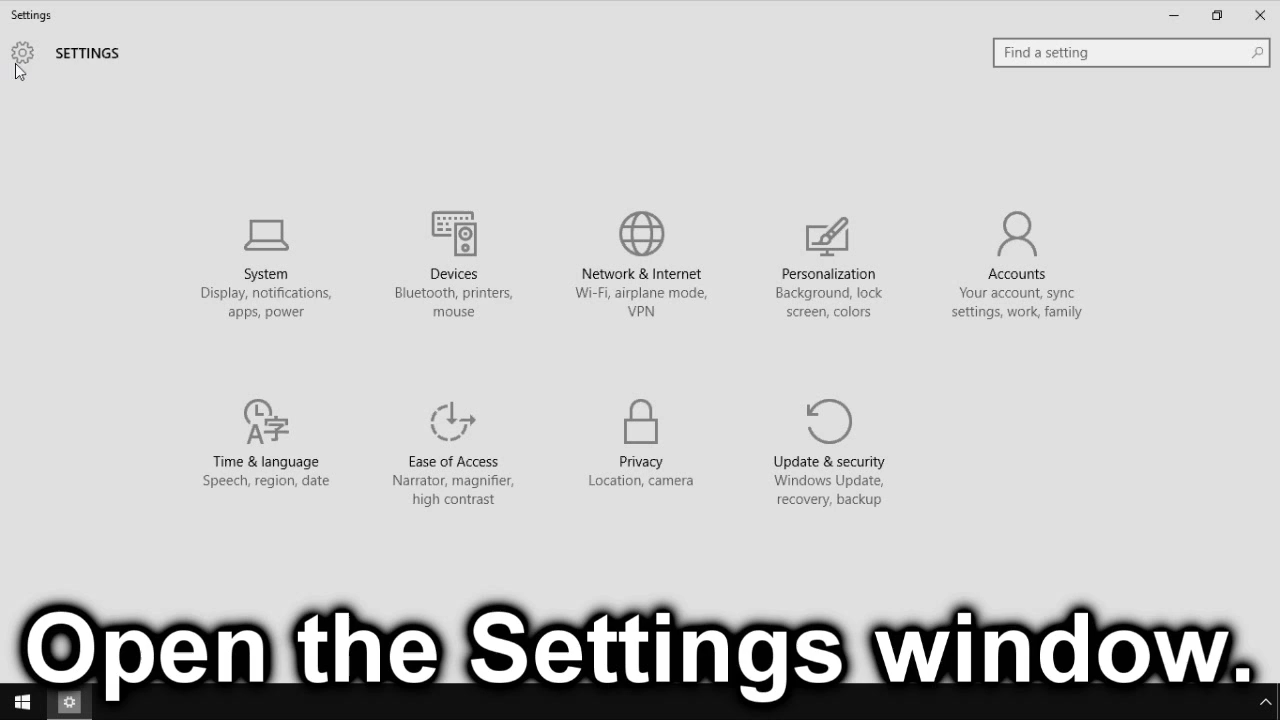 Settings
SETTINGS
Find a setting
System
Display, notifications,
apps, power
Devices
Bluetooth, printers,
mouse
Network & Internet
Wi-Fi, airplane mode,
VPN
Personalization
Background, lock
screen, colors
Accounts
Your account, sync
settings, work, family
Time & language
Speech, region, date
Ease of Access
Narrator, magnifier,
high contrast
Privacy
Location, camera
Update & security
Windows Update,
recovery, backup
Open the Settings window.